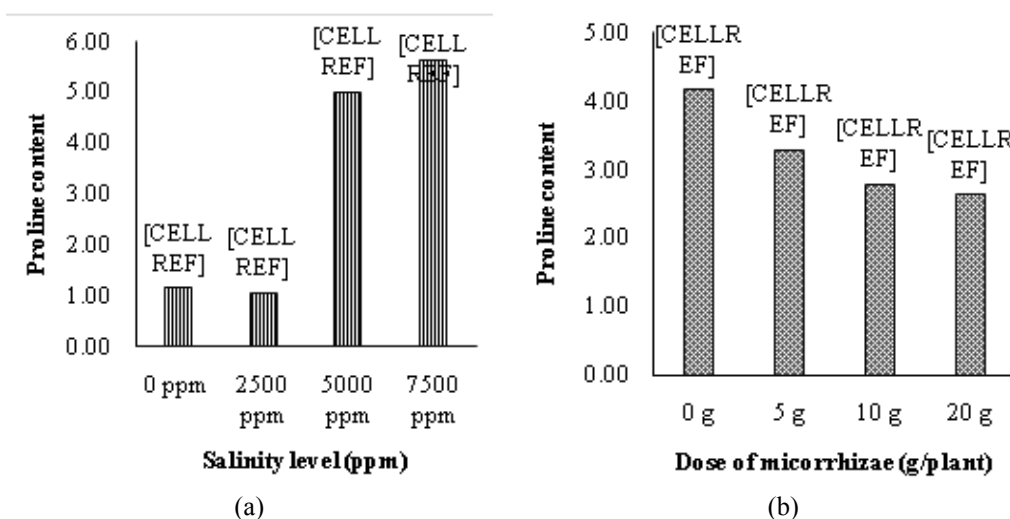 6.00
5.00
4.00
3.00
2.00
1.00
0.00
Proline content
[CELL
REF]
[CELL
REF]
[CELL
REF]
[CELL
REF]
0 ppm
2500
ppm
5000
ppm
7500
ppm
Salinity level (ppm)
(a)
5.00
4.00
3.00
2.00
1.00
0.00
Proline content
[CELLR
EF]
[CELLR
EF]
[CELLR
EF]
[CELLR
EF]
0 g
5 g
10 g
20 g
Dose of micorrhizae (g/plant)
(b)